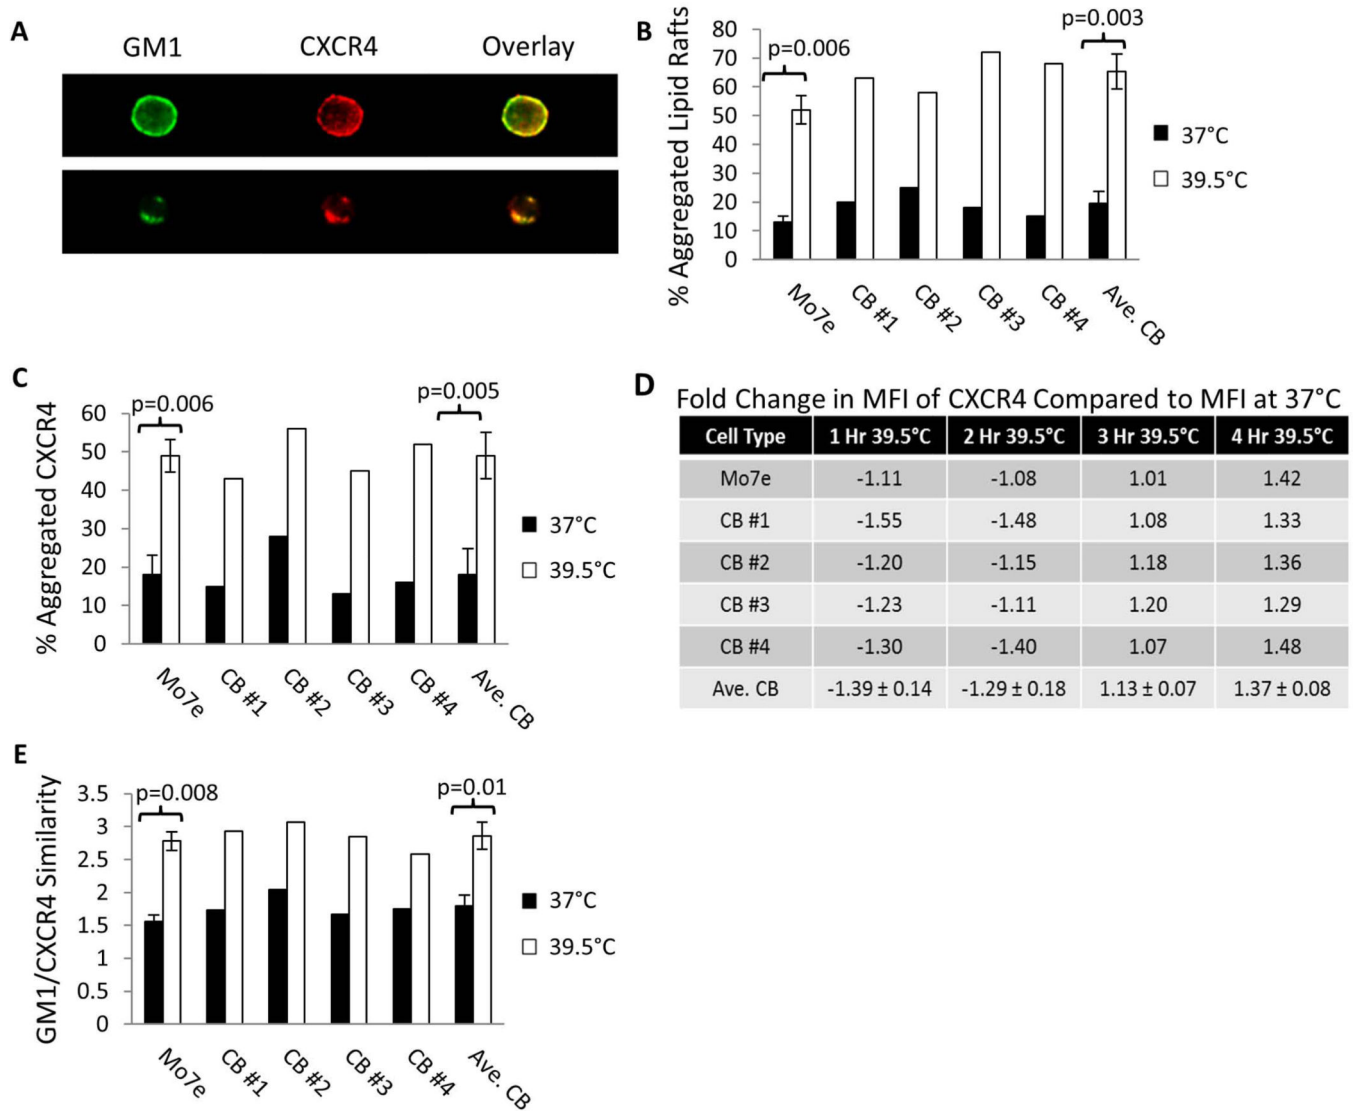 A
GM1 CXCR4 Overlay
B
% Aggregated Lipid Rafts
80
70
60
50
40
30
20
10
0
p=0.006
p=0.003
37°C
39.5°C
Mo7e CB #1 CB #2 CB #3 CB #4 Ave. CB
C
% Aggregated CXCR4
60
50
40
30
20
10
0
p=0.006
p=0.005
37°C
39.5°C
Mo7e CB #1 CB #2 CB #3 CB #4 Ave. CB
D
Fold Change in MFI of CXCR4 Compared to MFI at 37°C
Cell Type 1 Hr 39.5°C 2 Hr 39.5°C 3 Hr 39.5°C 4 Hr 39.5°C
Mo7e -1.11 -1.08 1.01 1.42
CB #1 -1.55 -1.48 1.08 1.33
CB #2 -1.20 -1.15 1.18 1.36
CB #3 -1.23 -1.11 1.20 1.29
CB #4 -1.30 -1.40 1.07 1.48
Ave. CB -1.39 ± 0.14 -1.29 ± 0.18 1.13 ± 0.07 1.37 ± 0.08
E
GM1/CXCR4 Similarity
3.5
3
2.5
2
1.5
1
0.5
0
p=0.008
p=0.01
37°C
39.5°C
Mo7e CB #1 CB #2 CB #3 CB #4 Ave. CB